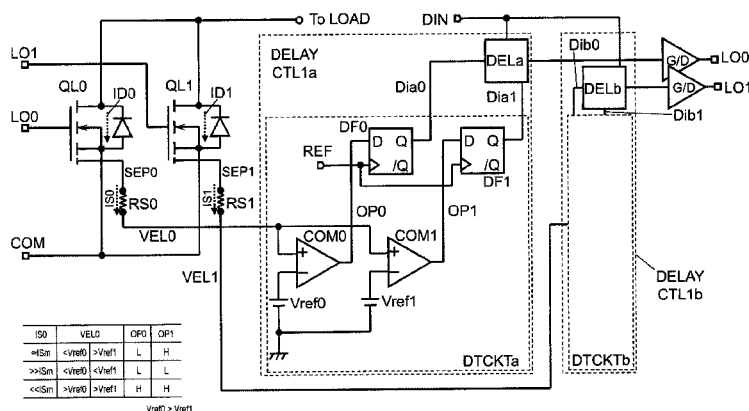 To LOAD
DIN
LO1
DELAY
CTL1a
DELa
Dib0
G/D
LO0
QL0
ID0
QL1
ID1
Dia0
DELb
G/D
LO1
Dia1
Dib1
LO0
DF0
D Q
/Q
D Q
/Q
REF
DF1
SEP0
SEP1
IS0
RS0
IS1
RS1
OP0
OP1
COM
VEL0
COM0
COM1
+
−
+
−
VEL1
Vref0
Vref1
DELAY
CTL1b
DTCKTa
DTCKTb
IS0 VEL0 OP0 OP1
≈ISm <Vref0 >Vref1 L H
>>ISm <Vref0 <Vref1 L L
<<ISm >Vref0 >Vref1 H H
Vref0 > Vref1